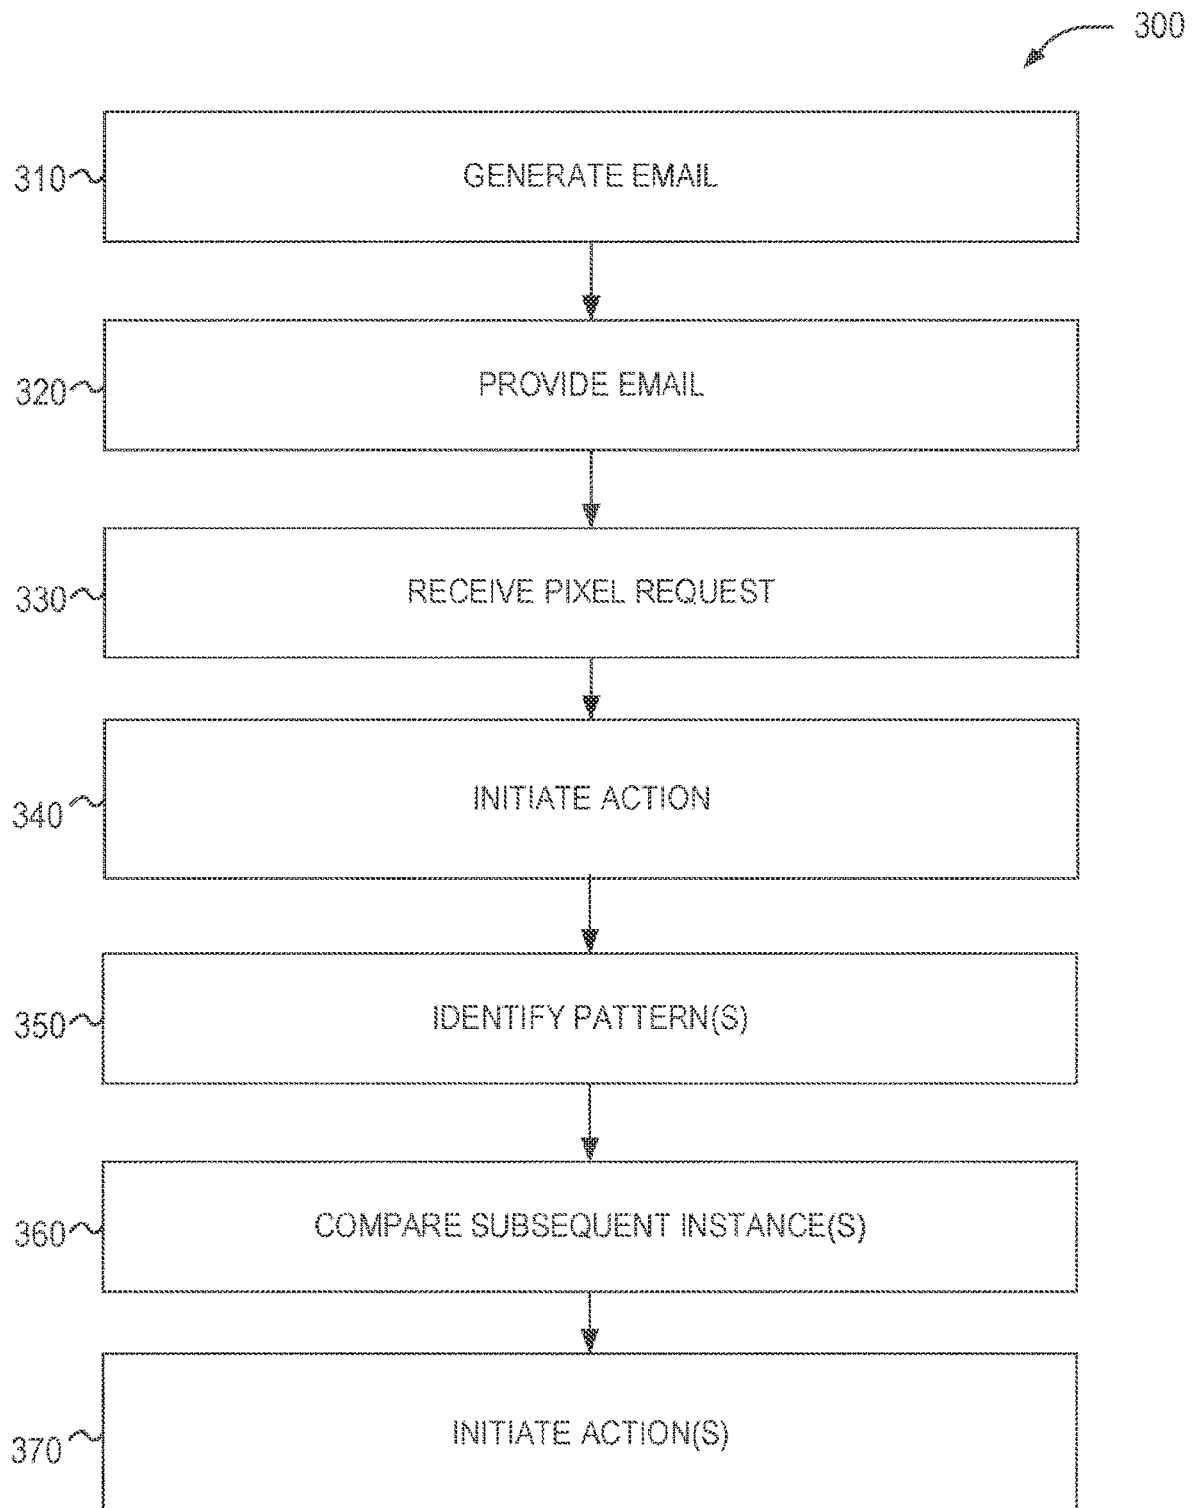 300
310 GENERATE EMAIL
320 PROVIDE EMAIL
330 RECEIVE PIXEL REQUEST
340 INITIATE ACTION
350 IDENTIFY PATTERN(S)
360 COMPARE SUBSEQUENT INSTANCE(S)
370 INITIATE ACTION(S)